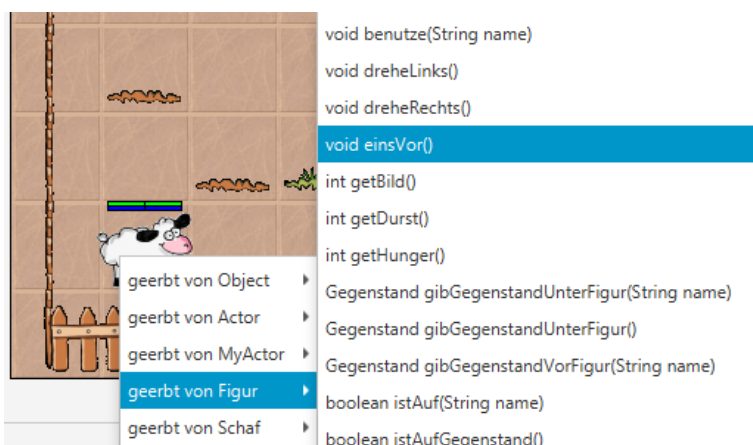 geerbt von Object
geerbt von Actor
geerbt von MyActor
geerbt von Figur
geerbt von Schaf
void benutze(String name)
void dreheLinks()
void dreheRechts()
void einsVor()
int getBild()
int getDurst()
int getHunger()
Gegenstand gibGegenstandUnterFigur(String name)
Gegenstand gibGegenstandUnterFigur()
Gegenstand gibGegenstandVorFigur(String name)
boolean istAuf(String name)
boolean istAufGegenstand()